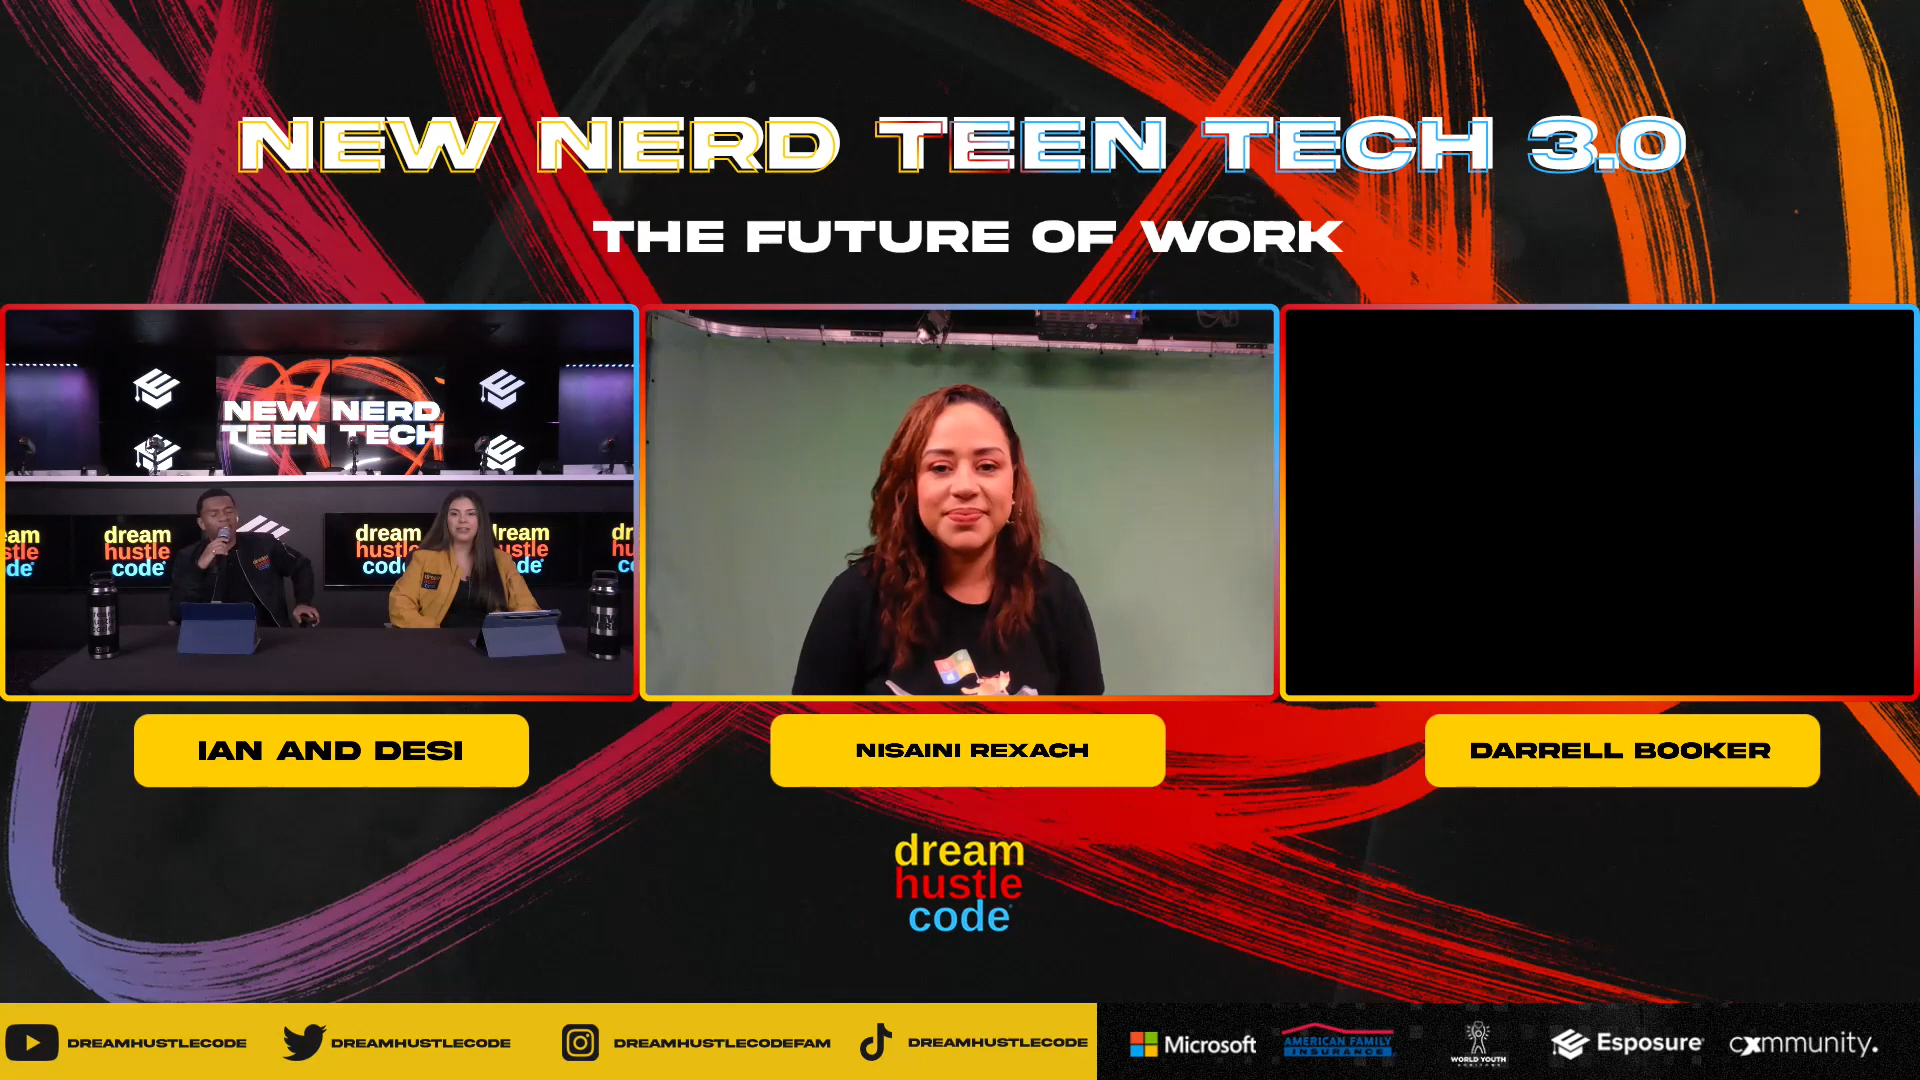 NEW NERD TEEN TECH 3.0
THE FUTURE OF WORK
NEW NERD
TEEN TECH
dream
hustle
code
dream
hustle
code
IAN AND DESI
NISAINI REXACH
DARRELL BOOKER
dream
hustle
code
DREAMHUSTLECODE
DREAMHUSTLECODE
DREAMHUSTLECODEFAM
DREAMHUSTLECODE
Microsoft
AMERICAN FAMILY
INSURANCE
WORLD YOUTH
Esposure
cxmmunity.